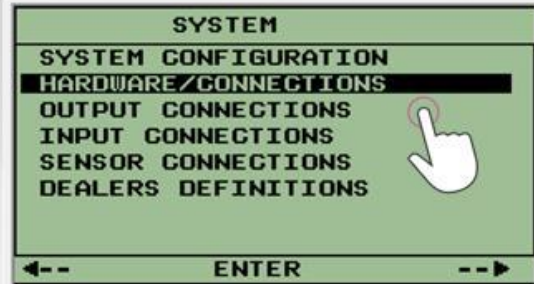 SYSTEM
SYSTEM CONFIGURATION
HARDWARE/CONNECTIONS
OUTPUT CONNECTIONS
INPUT CONNECTIONS
SENSOR CONNECTIONS
DEALERS DEFINITIONS
◄-- ENTER --►